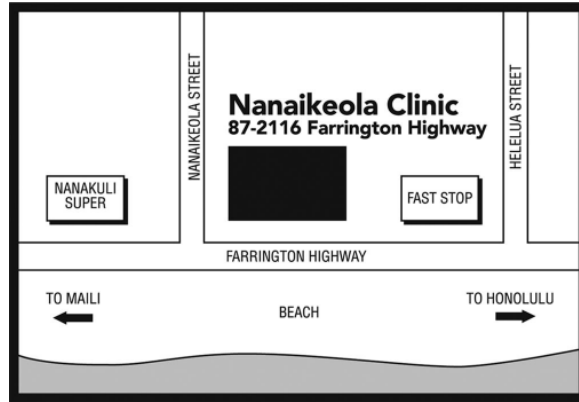 Nanaikeola Clinic
87-2116 Farrington Highway
NANAIKEOLA STREET
HELELUA STREET
NANAKULI
SUPER
FAST STOP
FARRINGTON HIGHWAY
TO MAILI
BEACH
TO HONOLULU